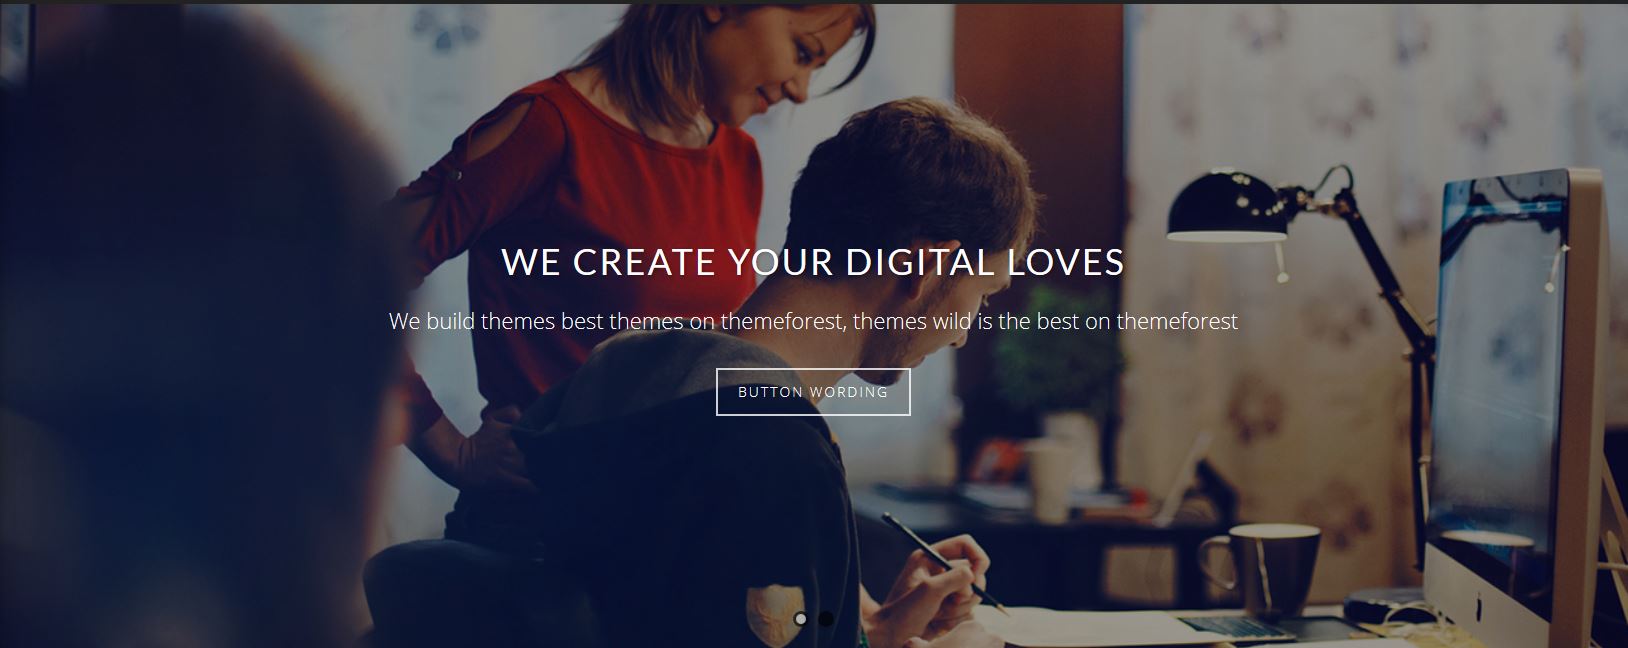 WE CREATE YOUR DIGITAL LOVES
We build themes best themes on themeforest, themes wild is the best on themeforest
BUTTON WORDING